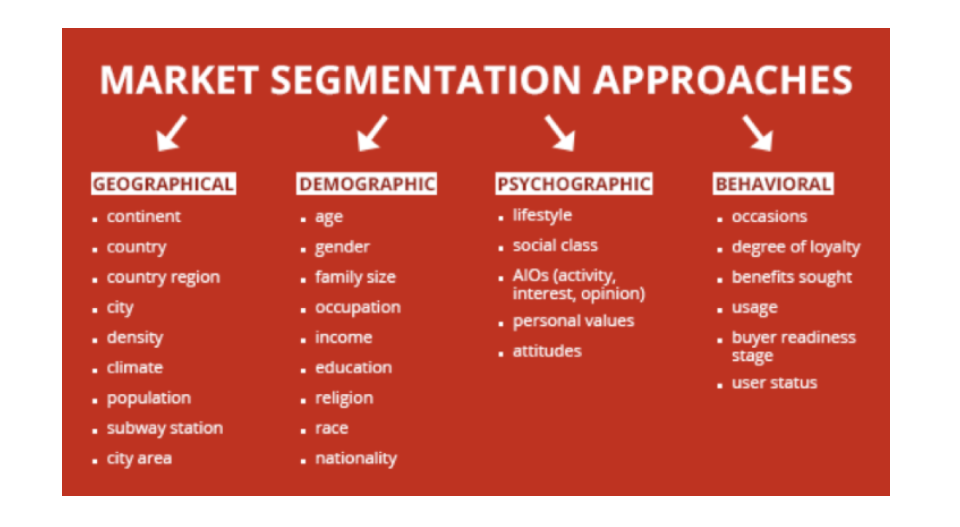 MARKET SEGMENTATION APPROACHES
GEOGRAPHICAL
▪ continent
▪ country
▪ country region
▪ city
▪ density
▪ climate
▪ population
▪ subway station
▪ city area
DEMOGRAPHIC
▪ age
▪ gender
▪ family size
▪ occupation
▪ income
▪ education
▪ religion
▪ race
▪ nationality
PSYCHOGRAPHIC
▪ lifestyle
▪ social class
▪ AIOs (activity,
interest, opinion)
▪ personal values
▪ attitudes
BEHAVIORAL
▪ occasions
▪ degree of loyalty
▪ benefits sought
▪ usage
▪ buyer readiness
stage
▪ user status